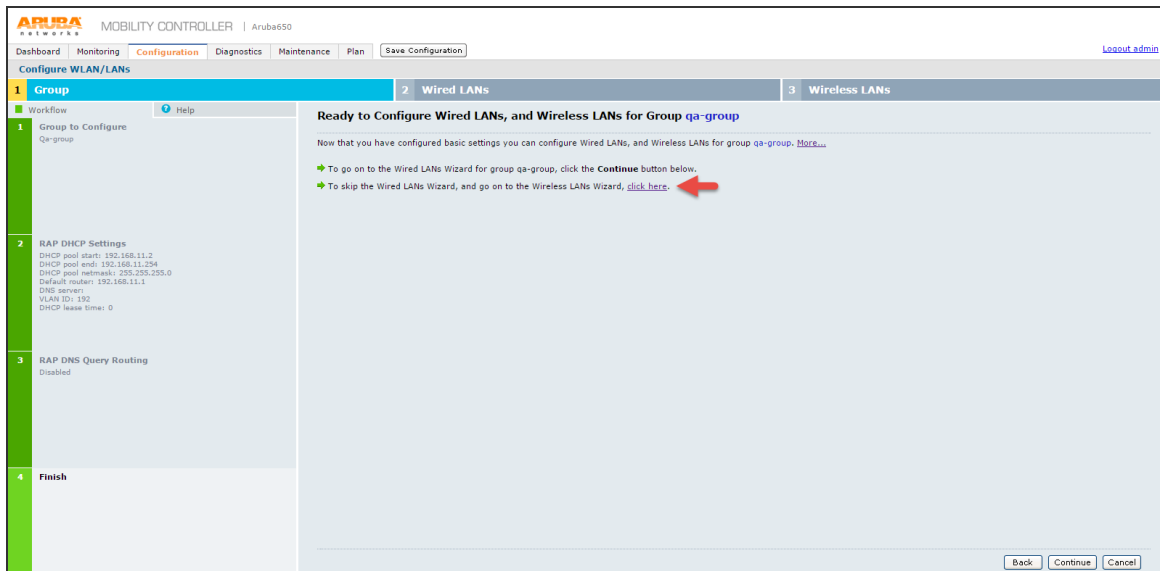 ARUBA networks
MOBILITY CONTROLLER | Aruba650
Dashboard Monitoring Configuration Diagnostics Maintenance Plan Save Configuration Logout admin
Configure WLAN/LANs
1 Group 2 Wired LANs 3 Wireless LANs
Workflow ? Help
1 Group to Configure
Qa-group
2 RAP DHCP Settings
DHCP pool start: 192.168.11.2
DHCP pool end: 192.168.11.254
DHCP pool netmask: 255.255.255.0
Default router: 192.168.11.1
DNS server:
VLAN ID: 192
DHCP lease time: 0
3 RAP DNS Query Routing
Disabled
4 Finish
Ready to Configure Wired LANs, and Wireless LANs for Group qa-group
Now that you have configured basic settings you can configure Wired LANs, and Wireless LANs for group qa-group. More...
To go on to the Wired LANs Wizard for group qa-group, click the Continue button below.
To skip the Wired LANs Wizard, and go on to the Wireless LANs Wizard, click here.
Back Continue Cancel